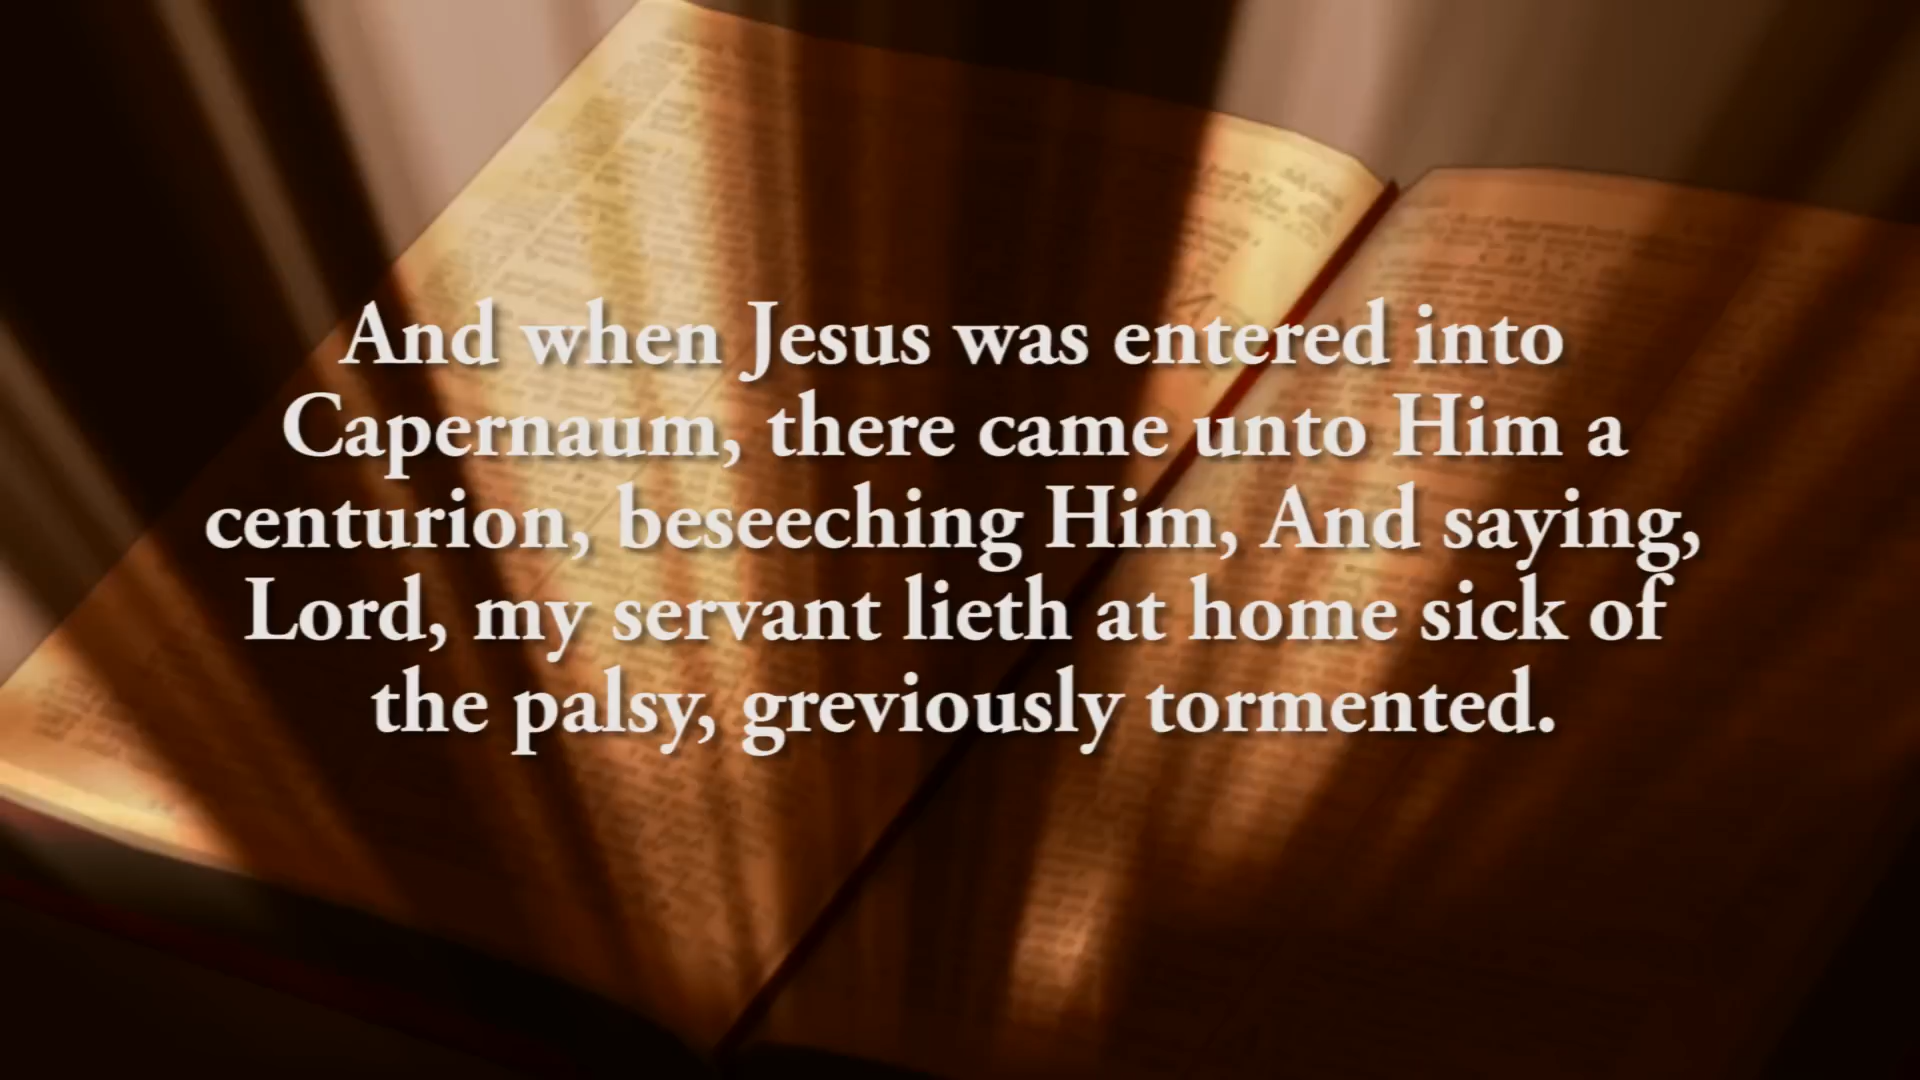 And when Jesus was entered into
Capernaum, there came unto Him a
centurion, beseeching Him, And saying,
Lord, my servant lieth at home sick of
the palsy, greviously tormented.